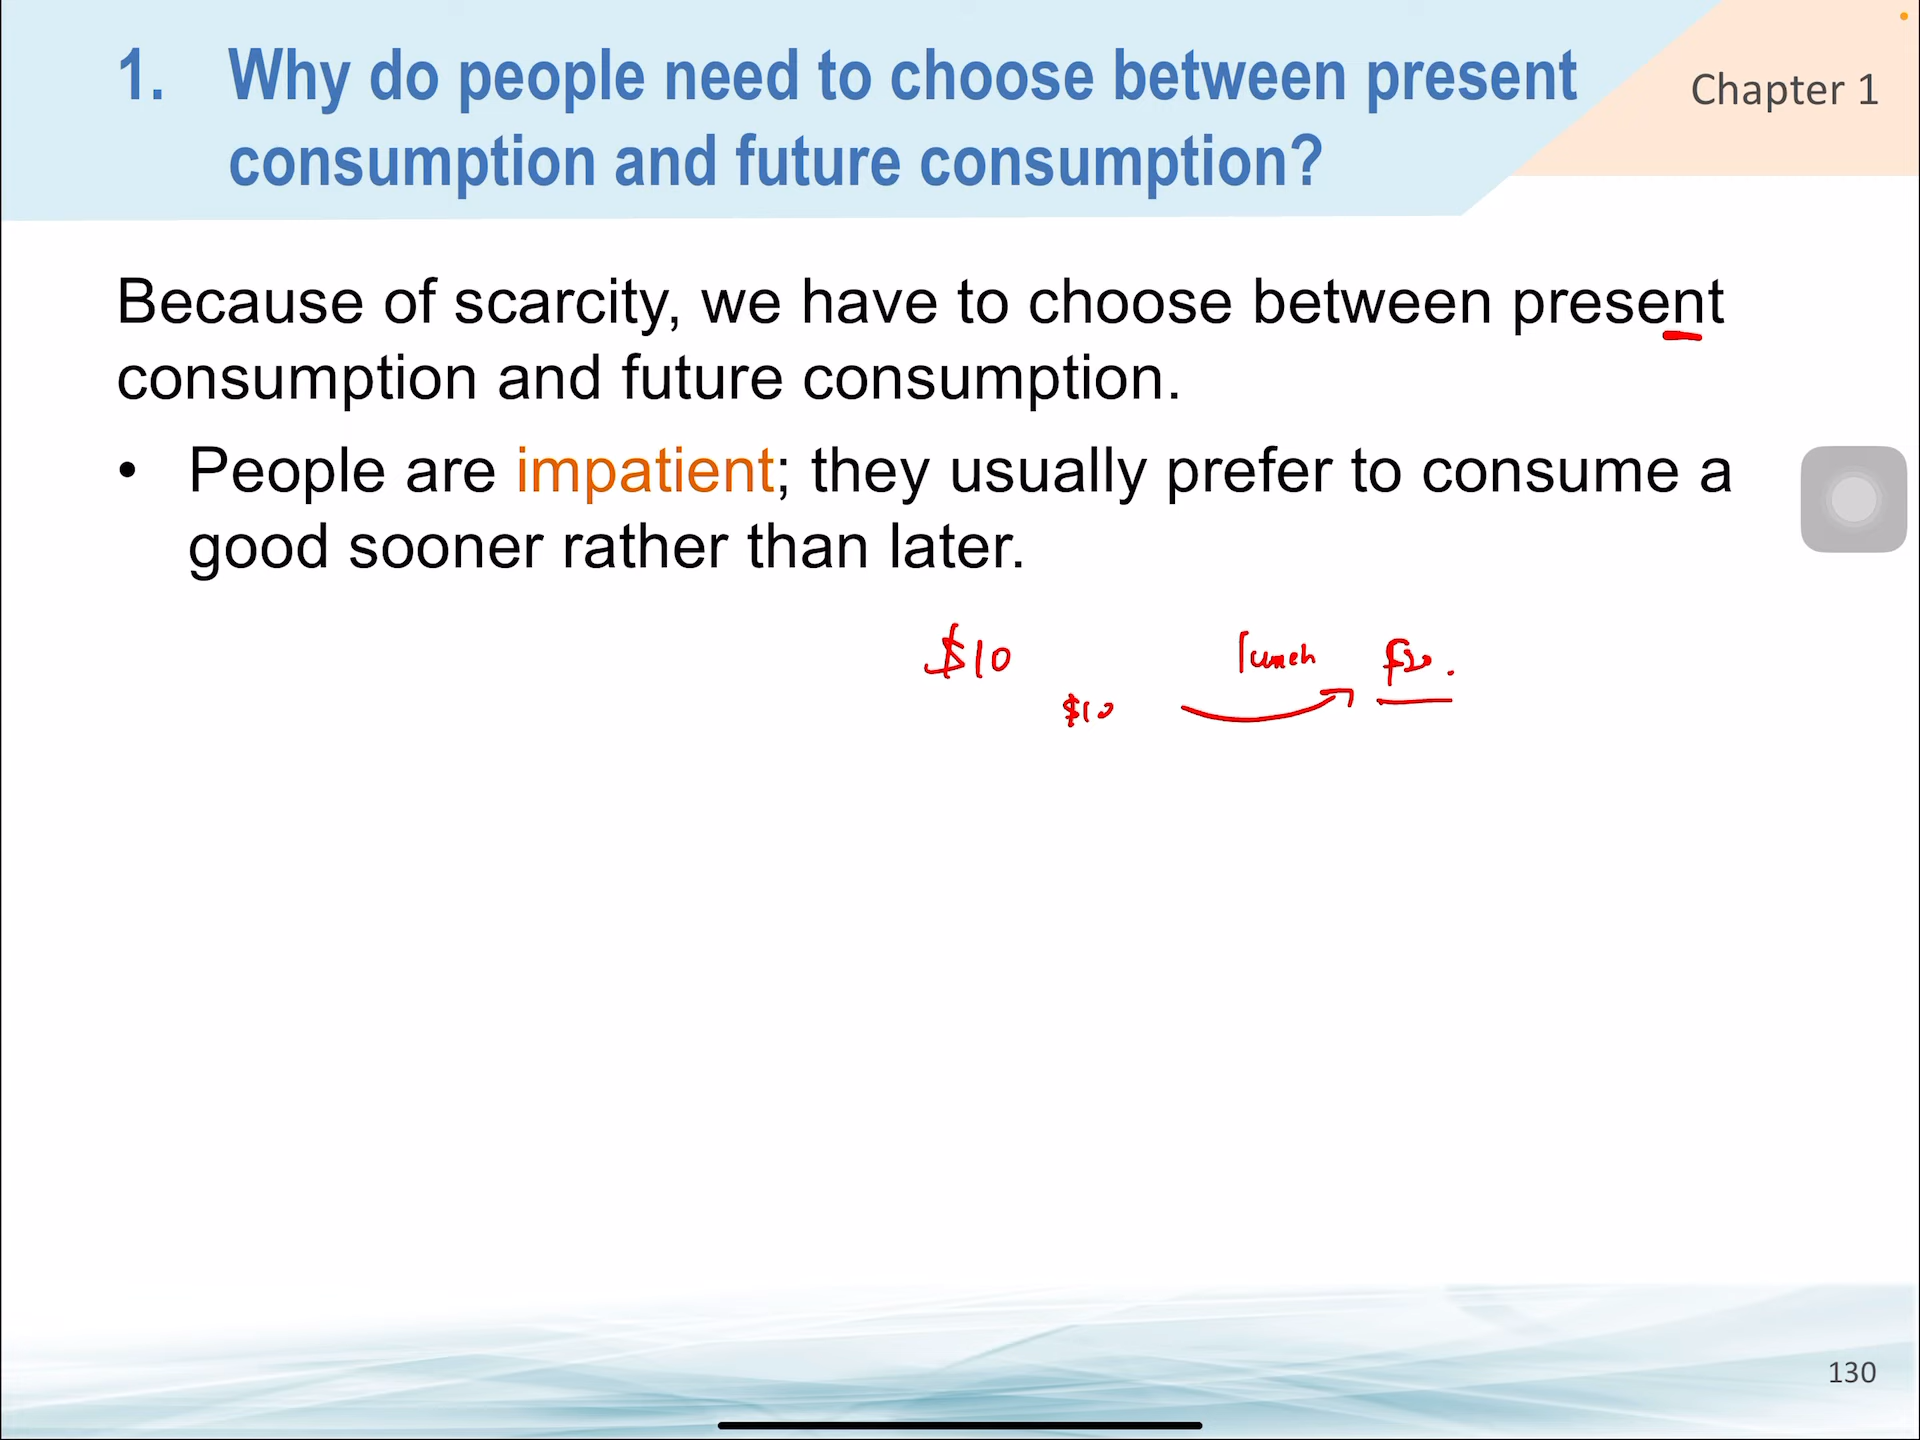 1. Why do people need to choose between present
consumption and future consumption?
Chapter 1
Because of scarcity, we have to choose between present
consumption and future consumption.
• People are impatient; they usually prefer to consume a
good sooner rather than later.
$10
lunch
$10
130